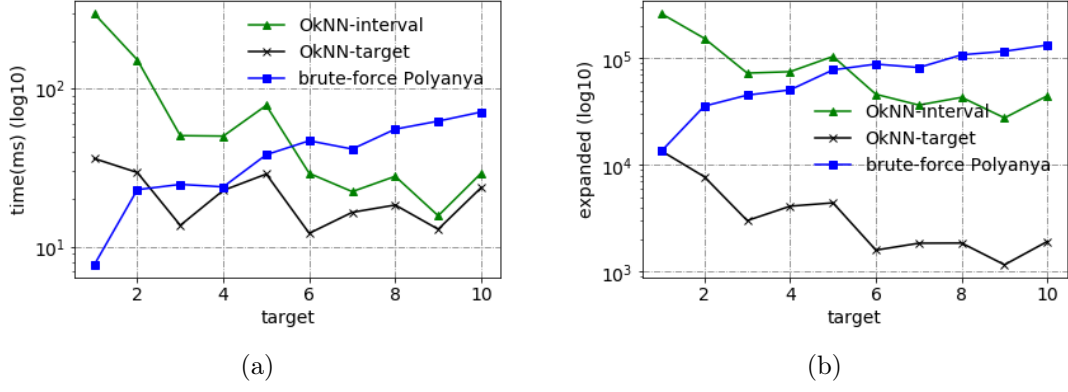 OkNN-interval
OkNN-target
brute-force Polyanya
time(ms) (log10)
10²
10¹
2 4 6 8 10
target
(a)
OkNN-interval
OkNN-target
brute-force Polyanya
expanded (log10)
10⁵
10⁴
10³
2 4 6 8 10
target
(b)